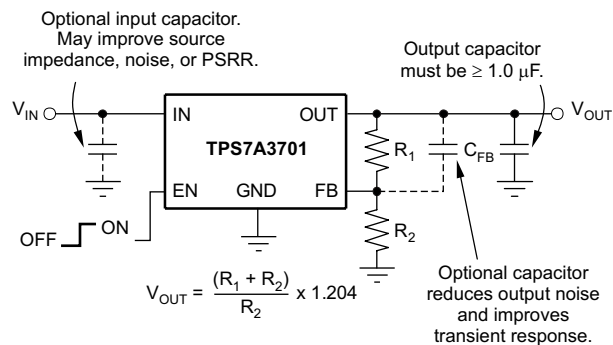 Optional input capacitor.
May improve source
impedance, noise, or PSRR.
Output capacitor
must be ≥ 1.0 μF.
V_IN
IN
OUT
V_OUT
TPS7A3701
R_1
C_FB
EN
GND
FB
OFF
ON
R_2
V_OUT = (R_1 + R_2) / R_2 x 1.204
Optional capacitor
reduces output noise
and improves
transient response.